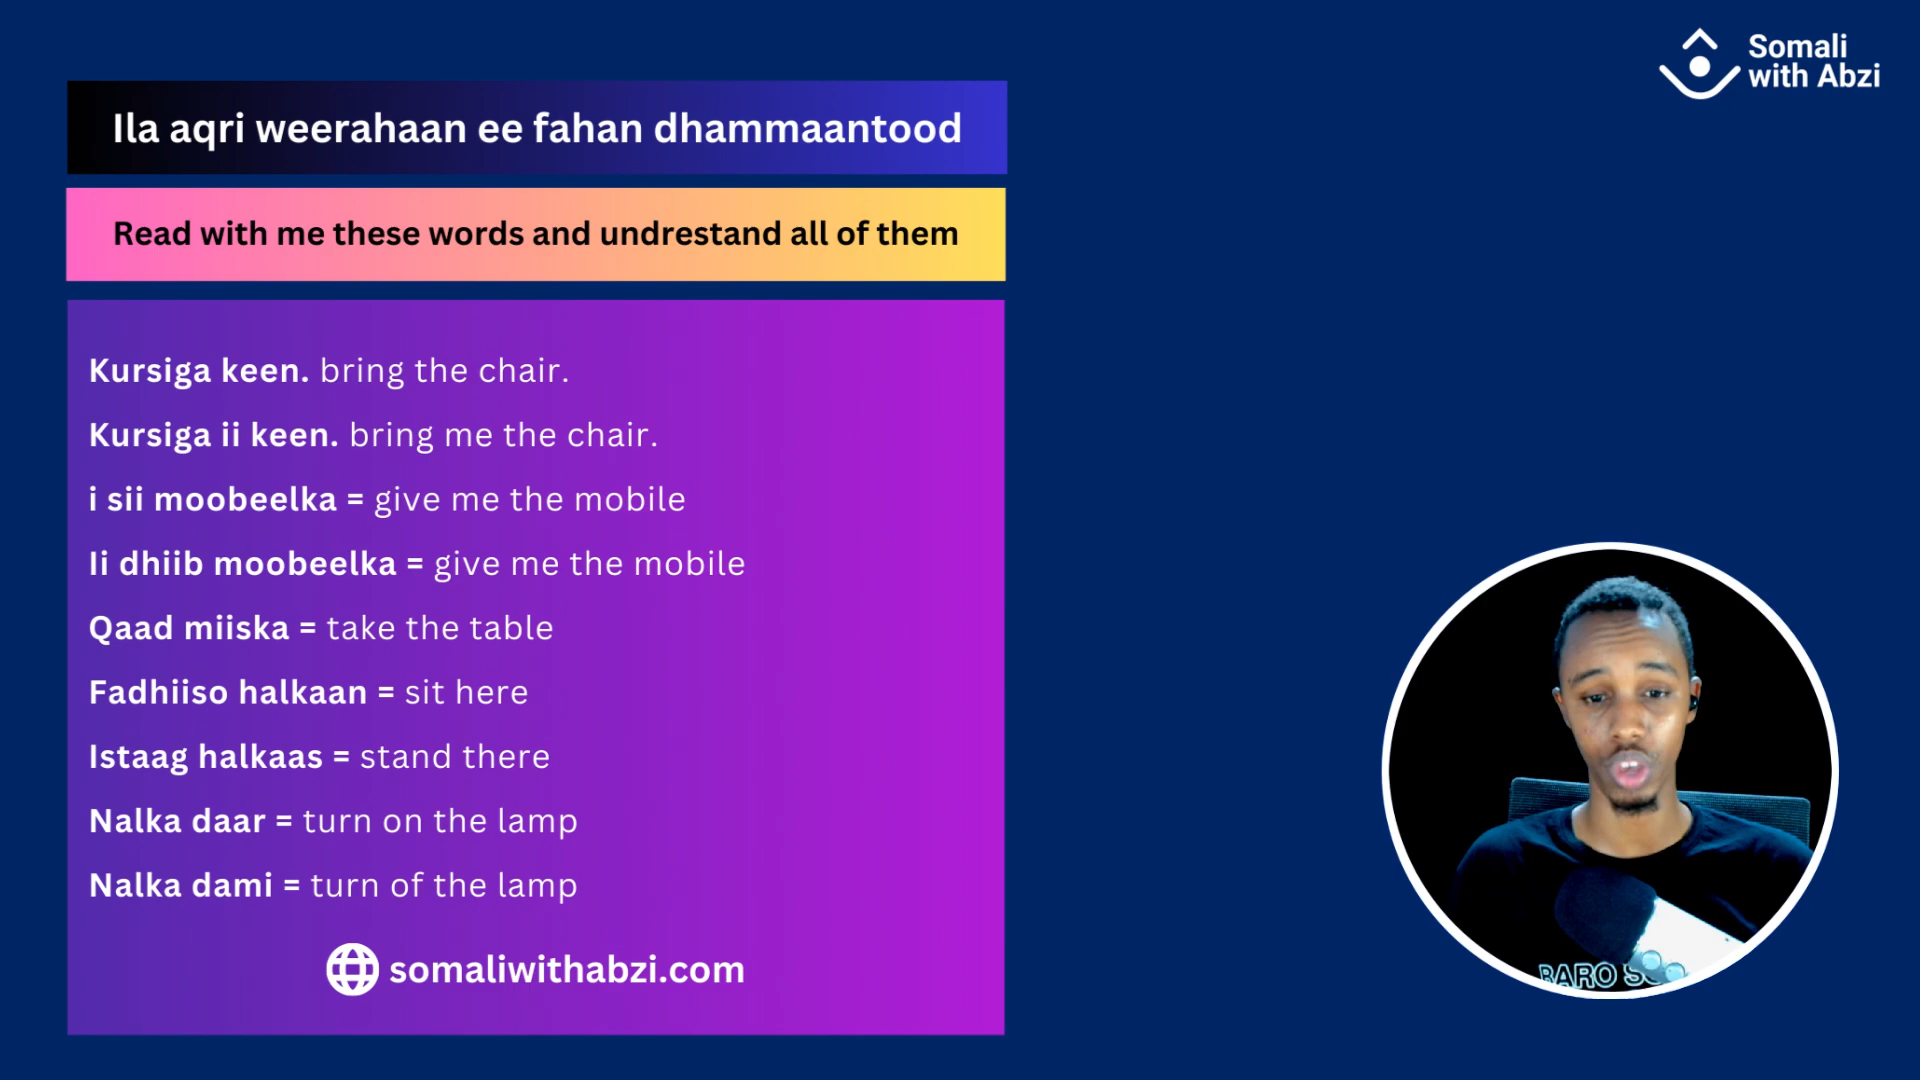 Somali
with Abzi
Ila aqri weerahaan ee fahan dhammaantood
Read with me these words and undrestand all of them
Kursiga keen. bring the chair.
Kursiga ii keen. bring me the chair.
i sii moobeelka = give me the mobile
Ii dhiib moobeelka = give me the mobile
Qaad miiska = take the table
Fadhiiso halkaan = sit here
Istaag halkaas = stand there
Nalka daar = turn on the lamp
Nalka dami = turn of the lamp
somaliwithabzi.com
BARO